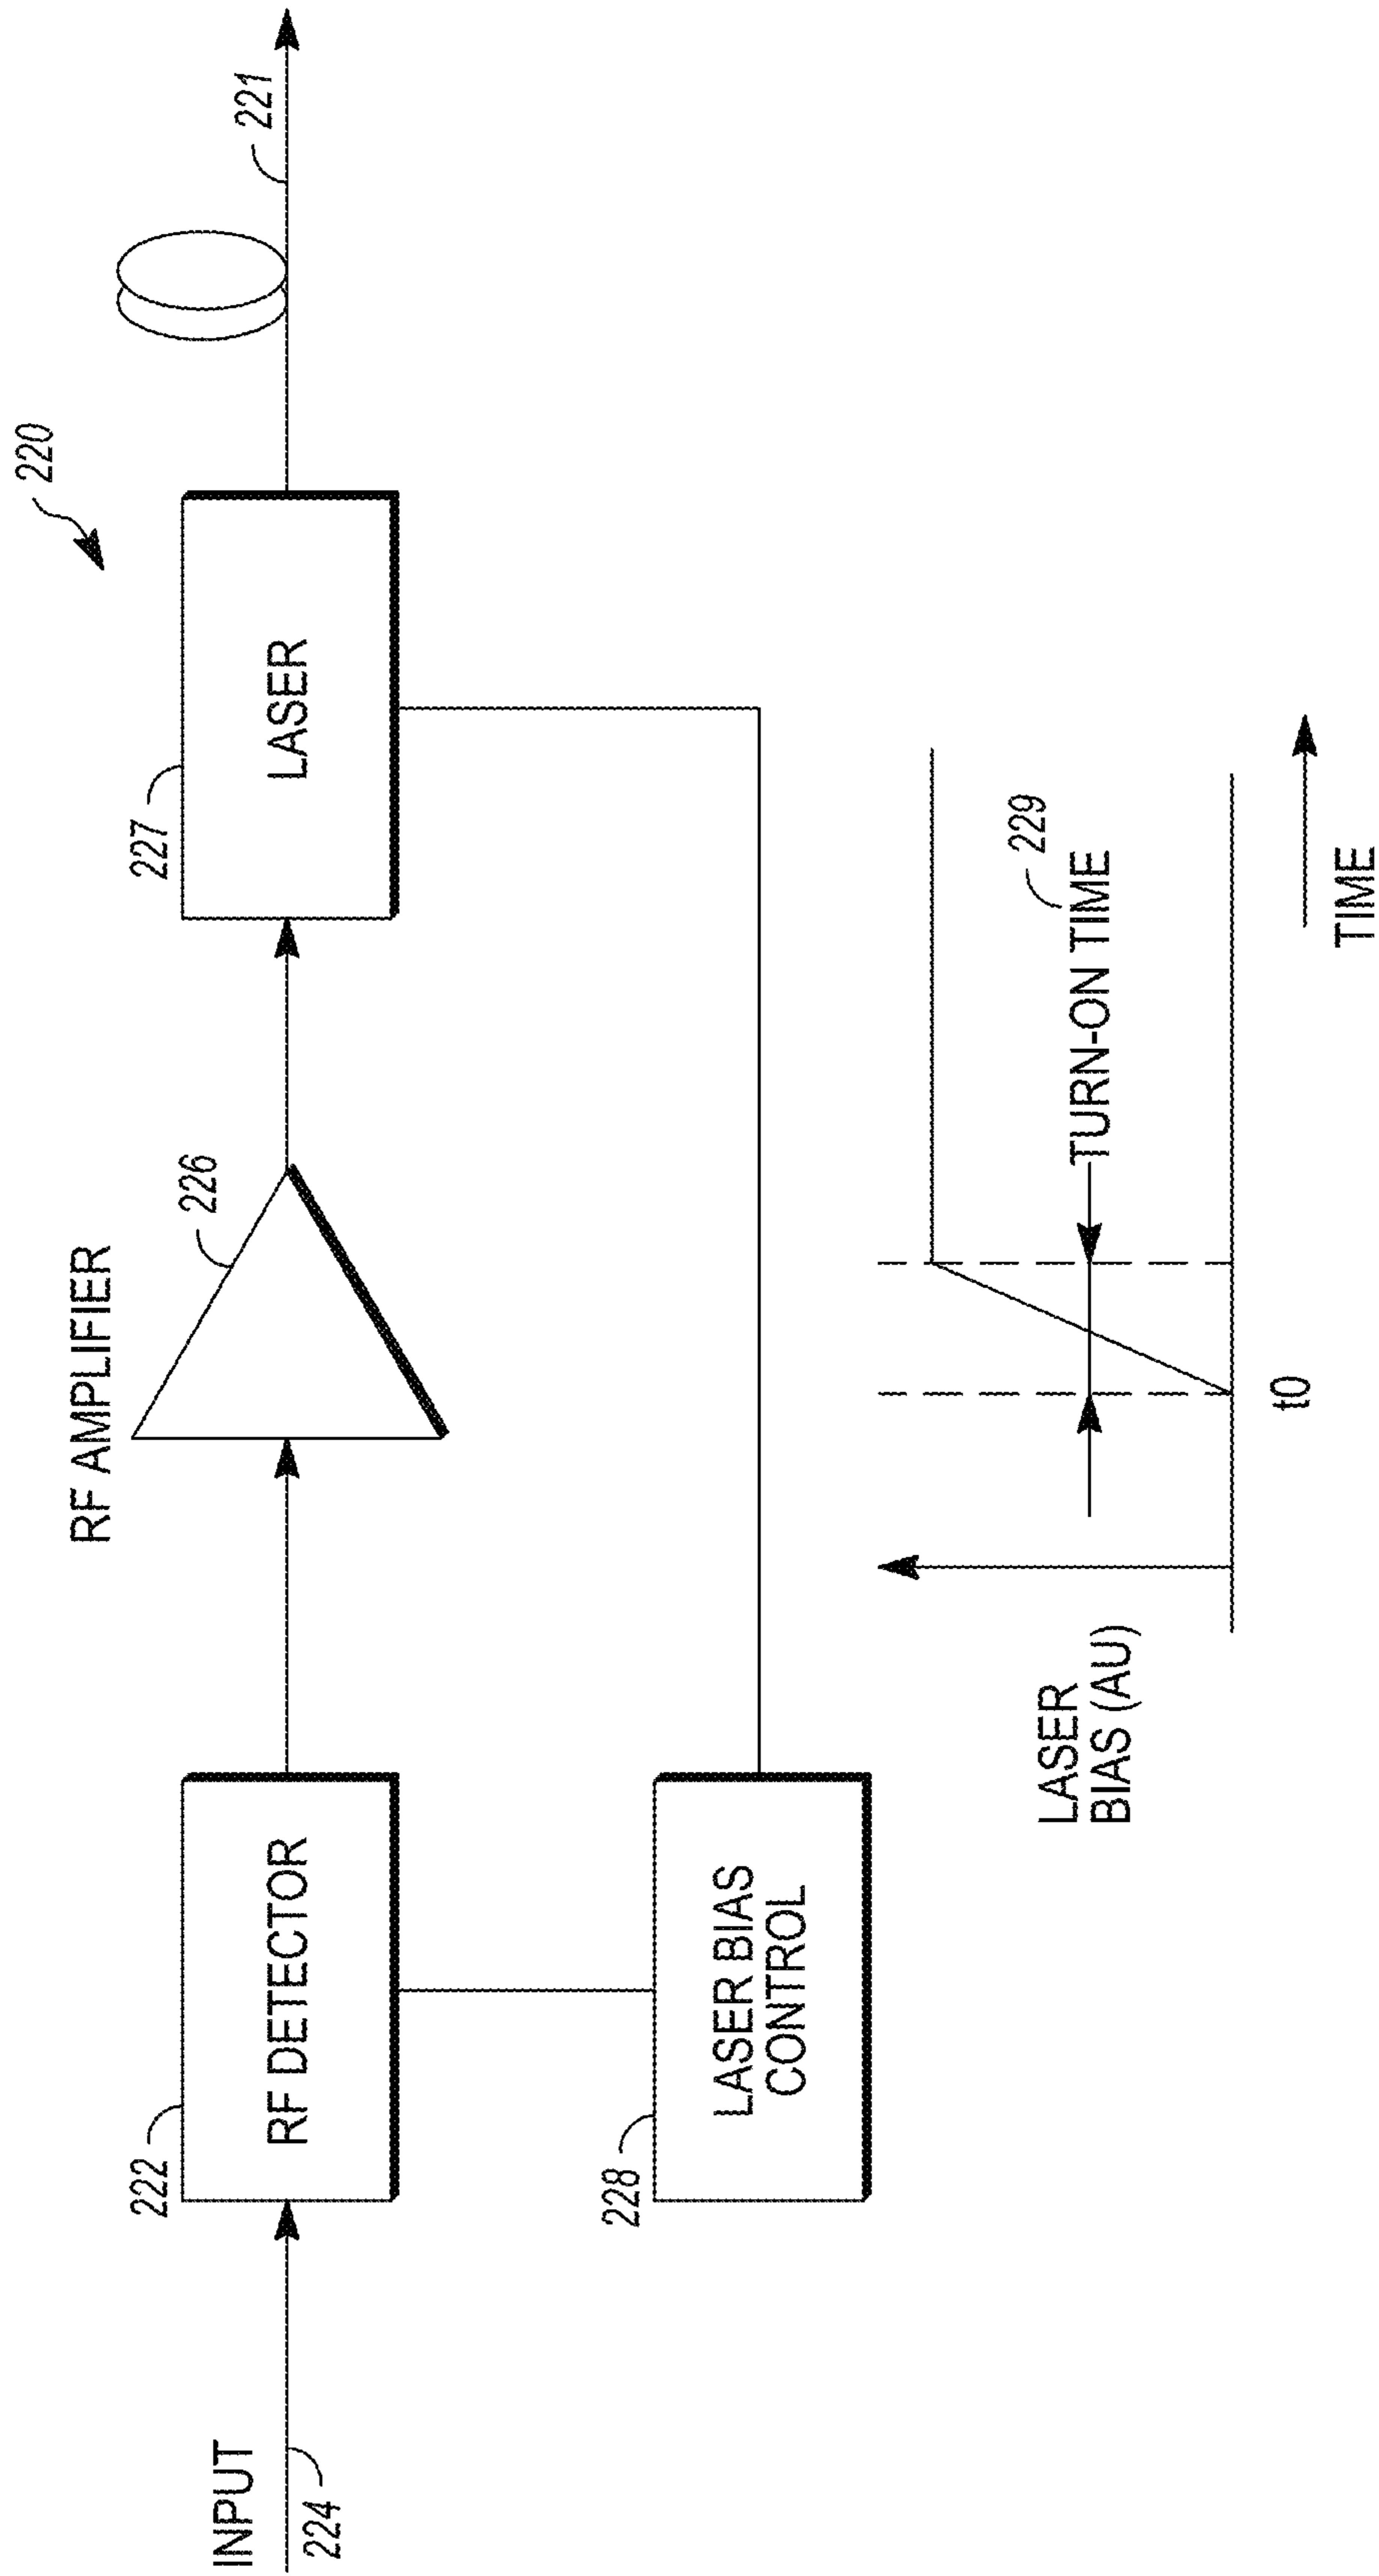 220
INPUT
224
222
RF DETECTOR
RF AMPLIFIER
226
227
LASER
221
228
LASER BIAS
CONTROL
LASER
BIAS (AU)
TURN-ON TIME
229
t0
TIME